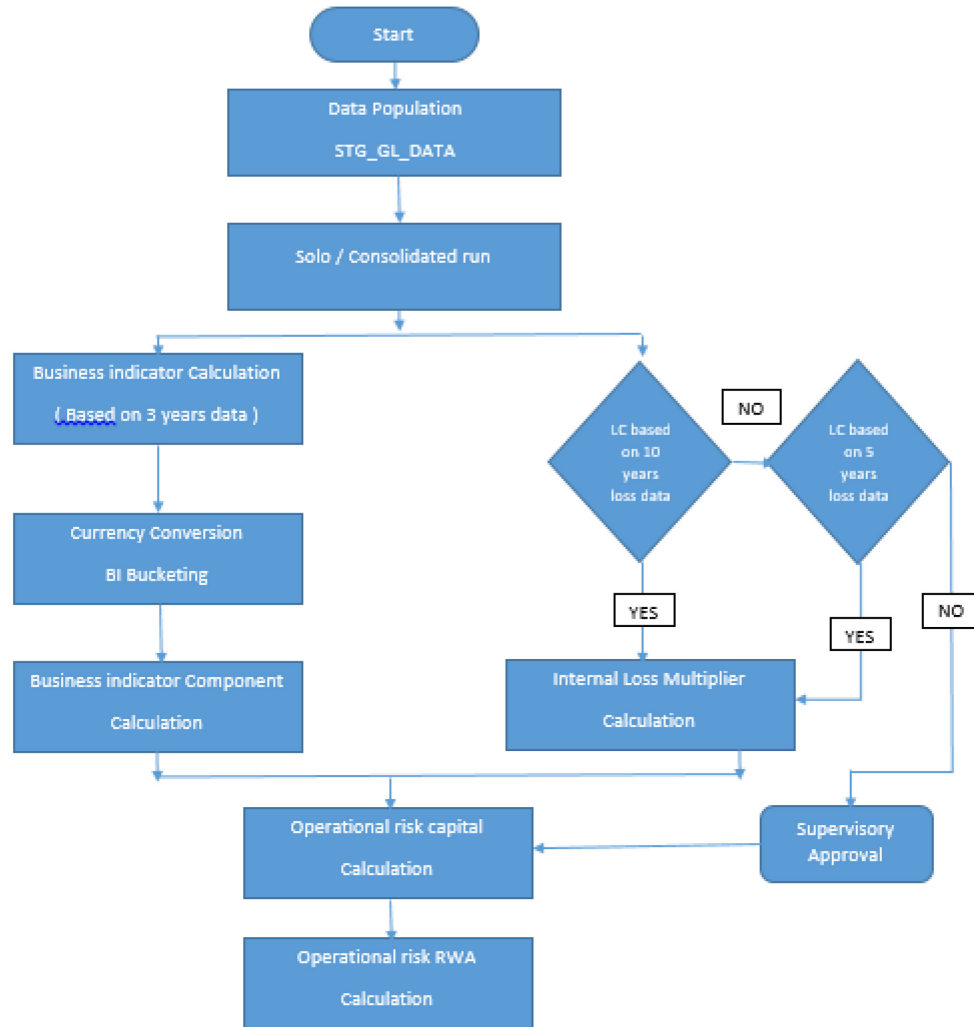 Start
Data Population
STG_GL_DATA
Solo / Consolidated run
Business indicator Calculation
( Based on 3 years data )
LC based
on 10
years
loss data
NO
LC based
on 5
years
loss data
Currency Conversion
BI Bucketing
YES
YES
NO
Business indicator Component
Calculation
Internal Loss Multiplier
Calculation
Operational risk capital
Calculation
Supervisory
Approval
Operational risk RWA
Calculation